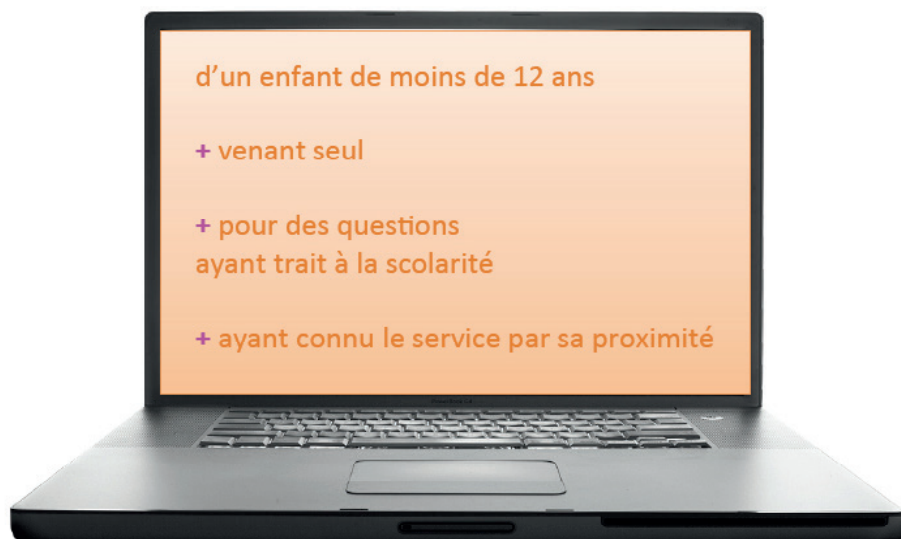 d'un enfant de moins de 12 ans
+ venant seul
+ pour des questions
ayant trait à la scolarité
+ ayant connu le service par sa proximité